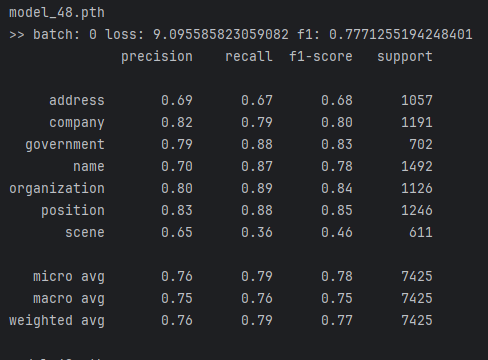 model_48.pth
>> batch: 0 loss: 9.095585823059082 f1: 0.7771255194248401
precision recall f1-score support
address 0.69 0.67 0.68 1057
company 0.82 0.79 0.80 1191
government 0.79 0.88 0.83 702
name 0.70 0.87 0.78 1492
organization 0.80 0.89 0.84 1126
position 0.83 0.88 0.85 1246
scene 0.65 0.36 0.46 611
micro avg 0.76 0.79 0.78 7425
macro avg 0.75 0.76 0.75 7425
weighted avg 0.76 0.79 0.77 7425